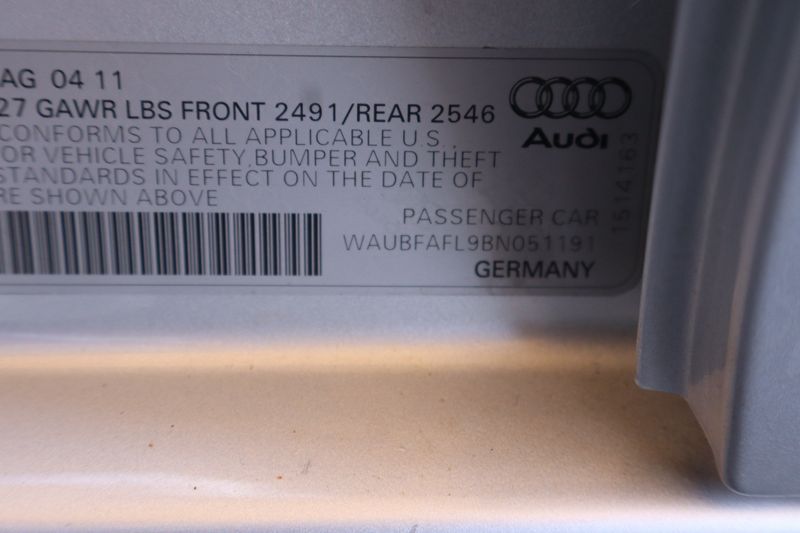 AG 04 11
27 GAWR LBS FRONT 2491/REAR 2546
CONFORMS TO ALL APPLICABLE U.S.
OR VEHICLE SAFETY, BUMPER AND THEFT
STANDARDS IN EFFECT ON THE DATE OF
RE SHOWN ABOVE
Audi
PASSENGER CAR
WAUBFAFL9BN051191
GERMANY
1514163